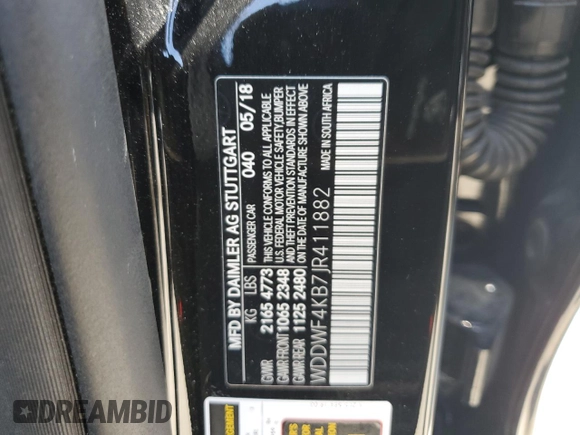 MFD BY DAIMLER AG STUTTGART
PASSENGER CAR 040 05/18
KG LBS
GVWR 2165 4773
GAWR FRONT 1065 2348
GAWR REAR 1125 2480
THIS VEHICLE CONFORMS TO ALL APPLICABLE
U.S. FEDERAL MOTOR VEHICLE SAFETY, BUMPER
AND THEFT PREVENTION STANDARDS IN EFFECT
ON THE DATE OF MANUFACTURE SHOWN ABOVE
WDDWF4KB7JR411882
MADE IN SOUTH AFRICA
AutoBidMaster